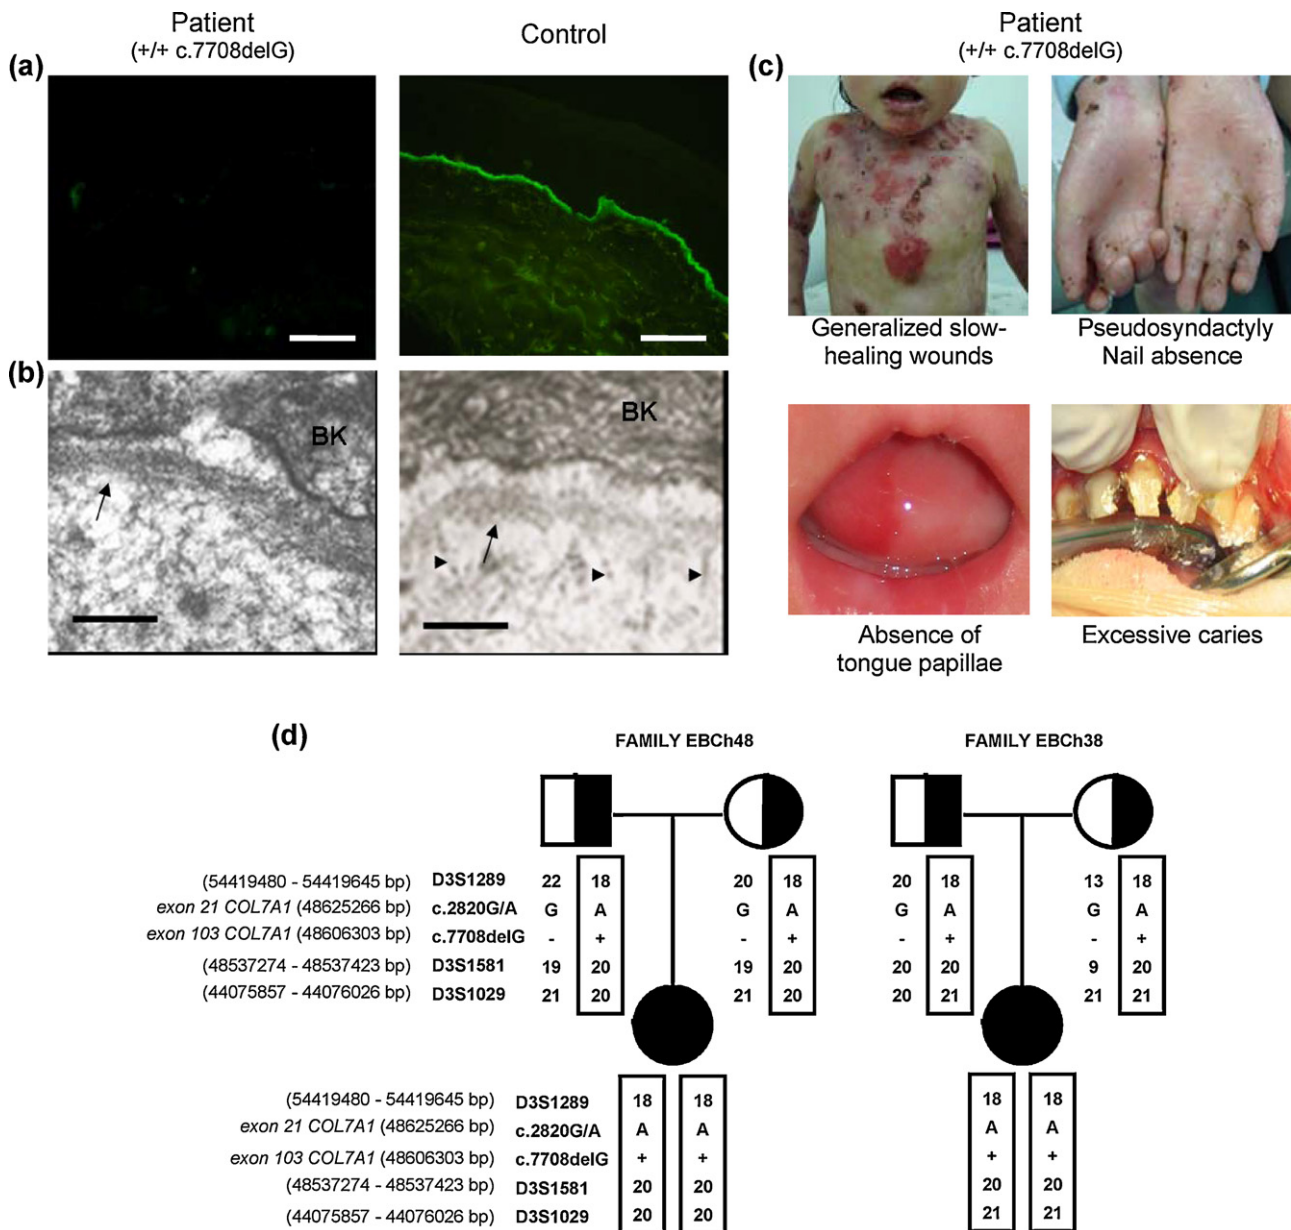 Patient
(+/+ c.7708delG)
Control
Patient
(+/+ c.7708delG)
(a)
(b)
BK
BK
(c)
Generalized slow-
healing wounds
Pseudosyndactyly
Nail absence
Absence of
tongue papillae
Excessive caries
(d)
FAMILY EBCh48
FAMILY EBCh38
(54419480 - 54419645 bp) D3S1289 22 18 20 18 20 18 13 18
exon 21 COL7A1 (48625266 bp) c.2820G/A G A G A G A G A
exon 103 COL7A1 (48606303 bp) c.7708delG - + - + - + - +
(48537274 - 48537423 bp) D3S1581 19 20 19 20 20 20 9 20
(44075857 - 44076026 bp) D3S1029 21 20 21 20 20 21 21 21
(54419480 - 54419645 bp) D3S1289 18 18 18 18
exon 21 COL7A1 (48625266 bp) c.2820G/A A A A A
exon 103 COL7A1 (48606303 bp) c.7708delG + + + +
(48537274 - 48537423 bp) D3S1581 20 20 20 20
(44075857 - 44076026 bp) D3S1029 20 20 21 21